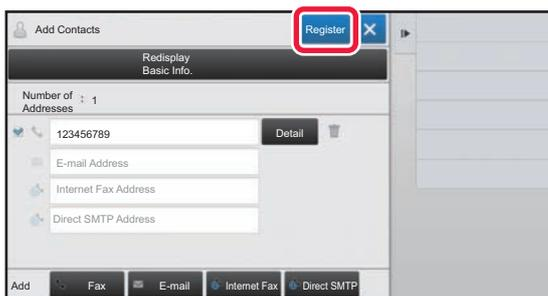 Add Contacts
Register
Redisplay
Basic Info.
Number of
Addresses : 1
123456789
Detail
E-mail Address
Internet Fax Address
Direct SMTP Address
Add
Fax
E-mail
Internet Fax
Direct SMTP